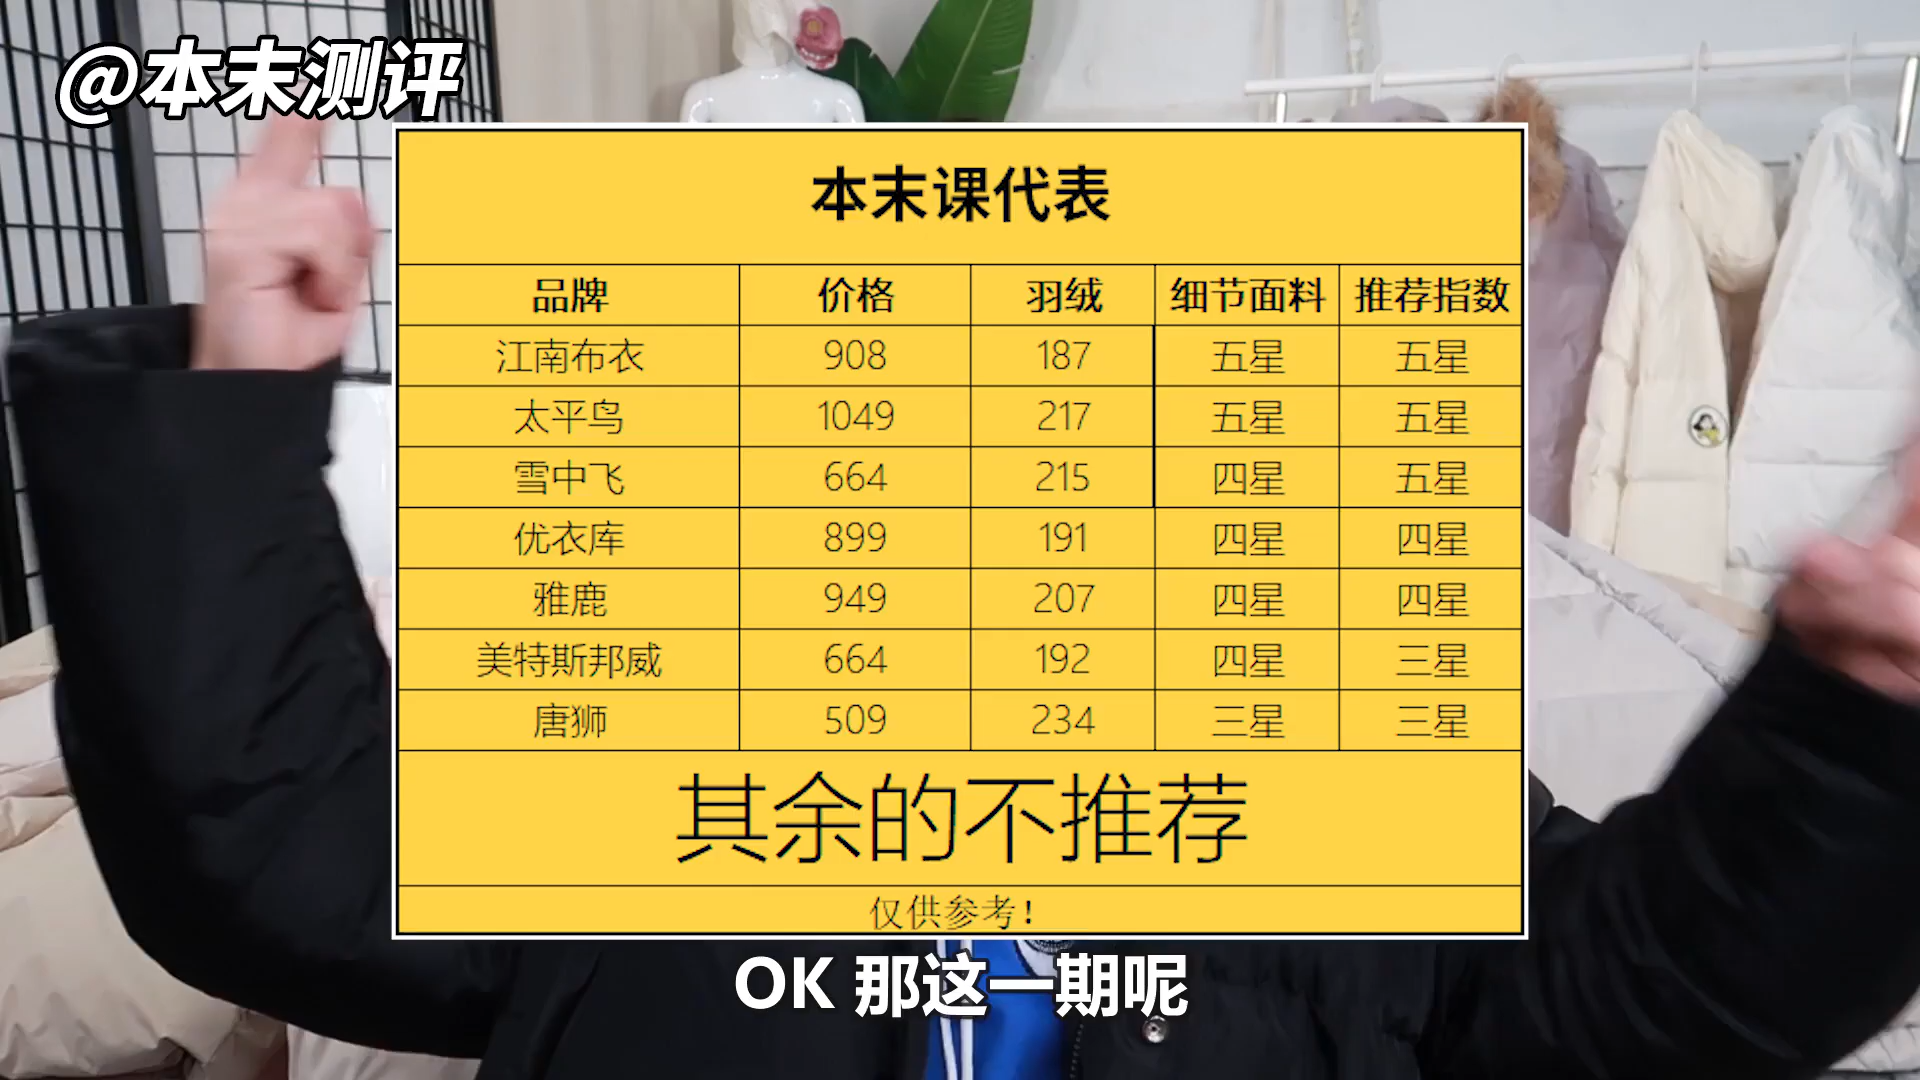 @本末测评
本末课代表
品牌 价格 羽绒 细节面料 推荐指数
江南布衣 908 187 五星 五星
太平鸟 1049 217 五星 五星
雪中飞 664 215 四星 五星
优衣库 899 191 四星 四星
雅鹿 949 207 四星 四星
美特斯邦威 664 192 四星 三星
唐狮 509 234 三星 三星
其余的不推荐
仅供参考!
OK 那这一期呢